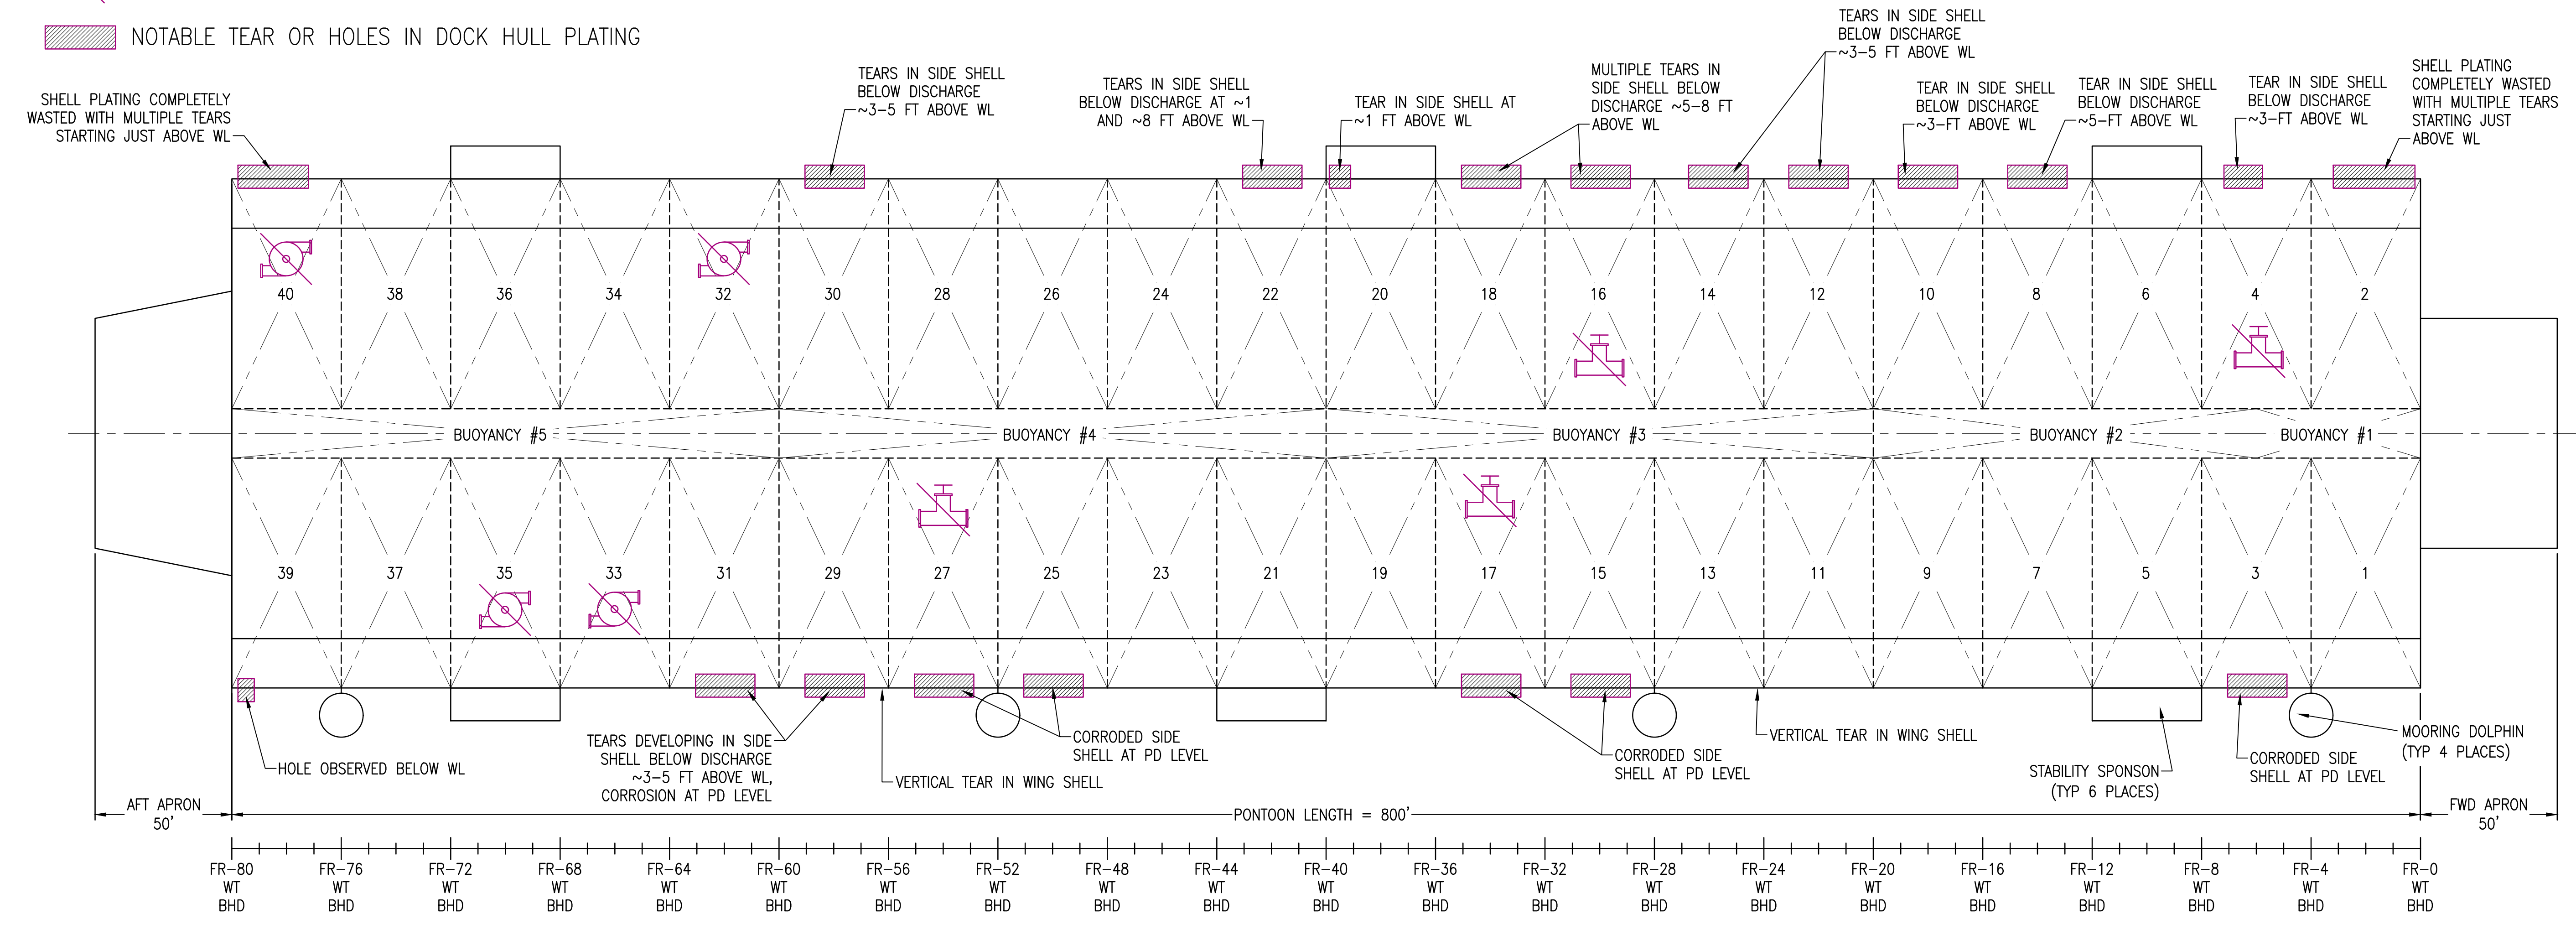 NOTABLE TEAR OR HOLES IN DOCK HULL PLATING
SHELL PLATING COMPLETELY
WASTED WITH MULTIPLE TEARS
STARTING JUST ABOVE WL
TEARS IN SIDE SHELL
BELOW DISCHARGE
~3-5 FT ABOVE WL
TEARS IN SIDE SHELL
BELOW DISCHARGE AT ~1
AND ~8 FT ABOVE WL
TEAR IN SIDE SHELL AT
~1 FT ABOVE WL
MULTIPLE TEARS IN
SIDE SHELL BELOW
DISCHARGE ~5-8 FT
ABOVE WL
TEARS IN SIDE SHELL
BELOW DISCHARGE
~3-5 FT ABOVE WL
TEAR IN SIDE SHELL
BELOW DISCHARGE
~3-FT ABOVE WL
TEAR IN SIDE SHELL
BELOW DISCHARGE
~5-FT ABOVE WL
TEAR IN SIDE SHELL
BELOW DISCHARGE
~3-FT ABOVE WL
SHELL PLATING
COMPLETELY WASTED
WITH MULTIPLE TEARS
STARTING JUST
ABOVE WL
40 38 36 34 32 30 28 26 24 22 20 18 16 14 12 10 8 6 4 2
BUOYANCY #5 BUOYANCY #4 BUOYANCY #3 BUOYANCY #2 BUOYANCY #1
39 37 35 33 31 29 27 25 23 21 19 17 15 13 11 9 7 5 3 1
HOLE OBSERVED BELOW WL
TEARS DEVELOPING IN SIDE
SHELL BELOW DISCHARGE
~3-5 FT ABOVE WL,
CORROSION AT PD LEVEL
VERTICAL TEAR IN WING SHELL
CORRODED SIDE
SHELL AT PD LEVEL
CORRODED SIDE
SHELL AT PD LEVEL
VERTICAL TEAR IN WING SHELL
STABILITY SPONSON
(TYP 6 PLACES)
CORRODED SIDE
SHELL AT PD LEVEL
MOORING DOLPHIN
(TYP 4 PLACES)
AFT APRON
50'
PONTOON LENGTH = 800'
FWD APRON
50'
FR-80 FR-76 FR-72 FR-68 FR-64 FR-60 FR-56 FR-52 FR-48 FR-44 FR-40 FR-36 FR-32 FR-28 FR-24 FR-20 FR-16 FR-12 FR-8 FR-4 FR-0
WT WT WT WT WT WT WT WT WT WT WT WT WT WT WT WT WT WT WT WT WT
BHD BHD BHD BHD BHD BHD BHD BHD BHD BHD BHD BHD BHD BHD BHD BHD BHD BHD BHD BHD BHD